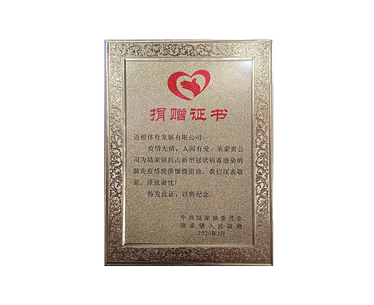 捐赠证书
迈根体育发展有限公司
疫情无情，人间有爱。承蒙贵公
司为陆家镇抗击新型冠状病毒感染的
肺炎疫情提供慷慨捐助，我们深表敬
意，谨致谢忱！
特发此证，以资纪念。
中共陆家镇委员会
陆家镇人民政府
2020年3月